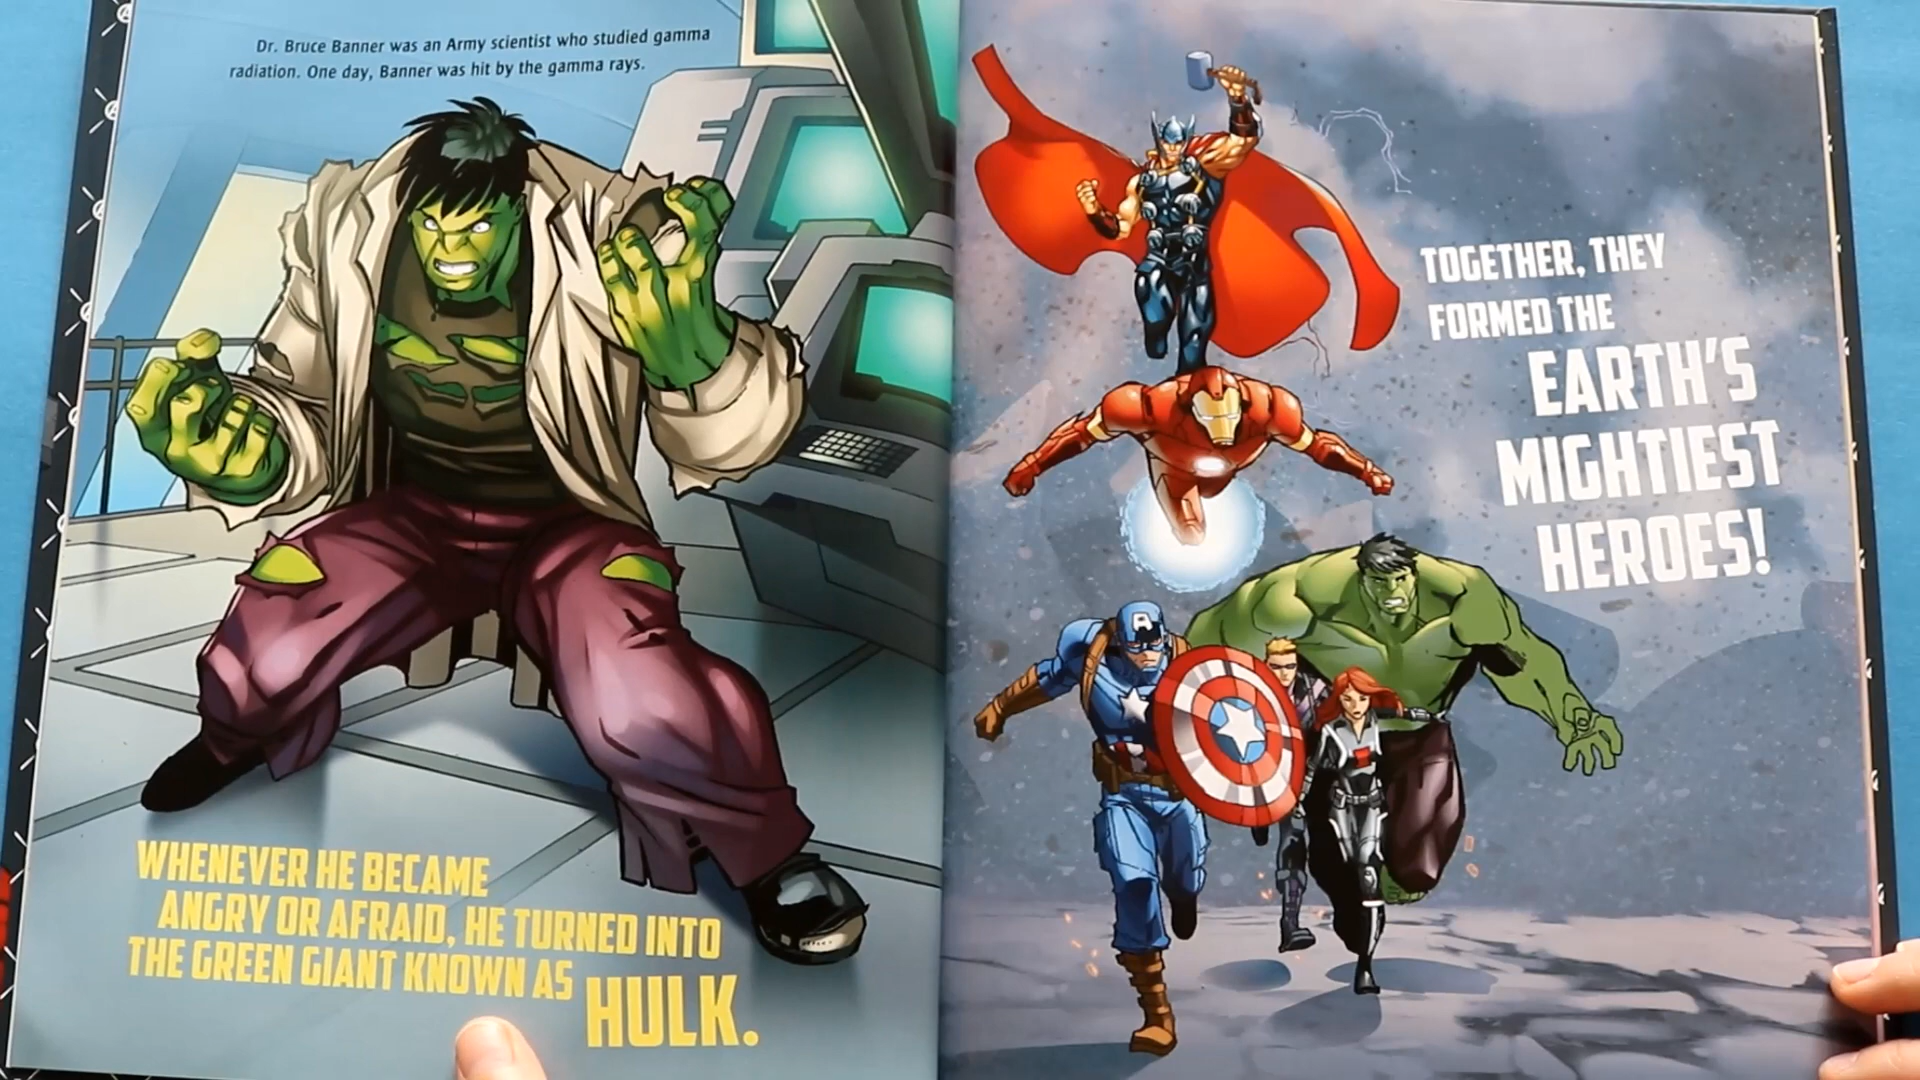 Dr. Bruce Banner was an Army scientist who studied gamma
radiation. One day, Banner was hit by the gamma rays.
WHENEVER HE BECAME
ANGRY OR AFRAID, HE TURNED INTO
THE GREEN GIANT KNOWN AS
HULK.
TOGETHER, THEY
FORMED THE
EARTH'S
MIGHTIEST
HEROES!
A